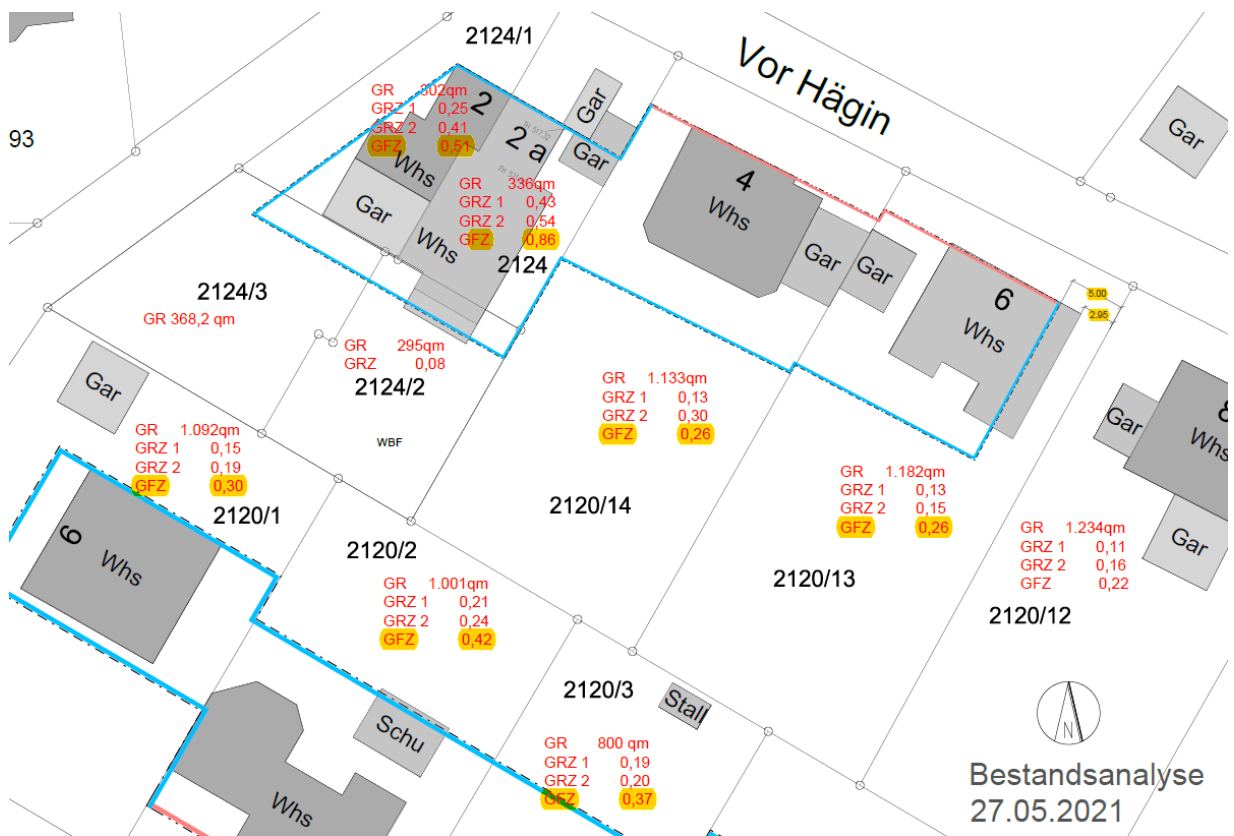 2124/1
Vor Hägin
93
GR 302qm
GRZ 1 0,25
GRZ 2 0,41
GFZ 0,51
2
2 a
Whs
Gar
Gar
Gar
Gar
GR 336qm
GRZ 1 0,43
GRZ 2 0,54
GFZ 0,86
Whs
2124
4
Whs
Gar
Gar
6
Whs
5.00
2.95
2124/3
GR 368,2 qm
GR 295qm
GRZ 0,08
2124/2
WBF
Gar
GR 1.133qm
GRZ 1 0,13
GRZ 2 0,30
GFZ 0,26
2120/14
Gar
8
Whs
Gar
GR 1.092qm
GRZ 1 0,15
GRZ 2 0,19
GFZ 0,30
2120/1
GR 1.182qm
GRZ 1 0,13
GRZ 2 0,15
GFZ 0,26
2120/13
GR 1.234qm
GRZ 1 0,11
GRZ 2 0,16
GFZ 0,22
2120/12
6
Whs
2120/2
GR 1.001qm
GRZ 1 0,21
GRZ 2 0,24
GFZ 0,42
2120/3
Stall
Schu
Whs
GR 800 qm
GRZ 1 0,19
GRZ 2 0,20
GFZ 0,37
N
Bestandsanalyse
27.05.2021